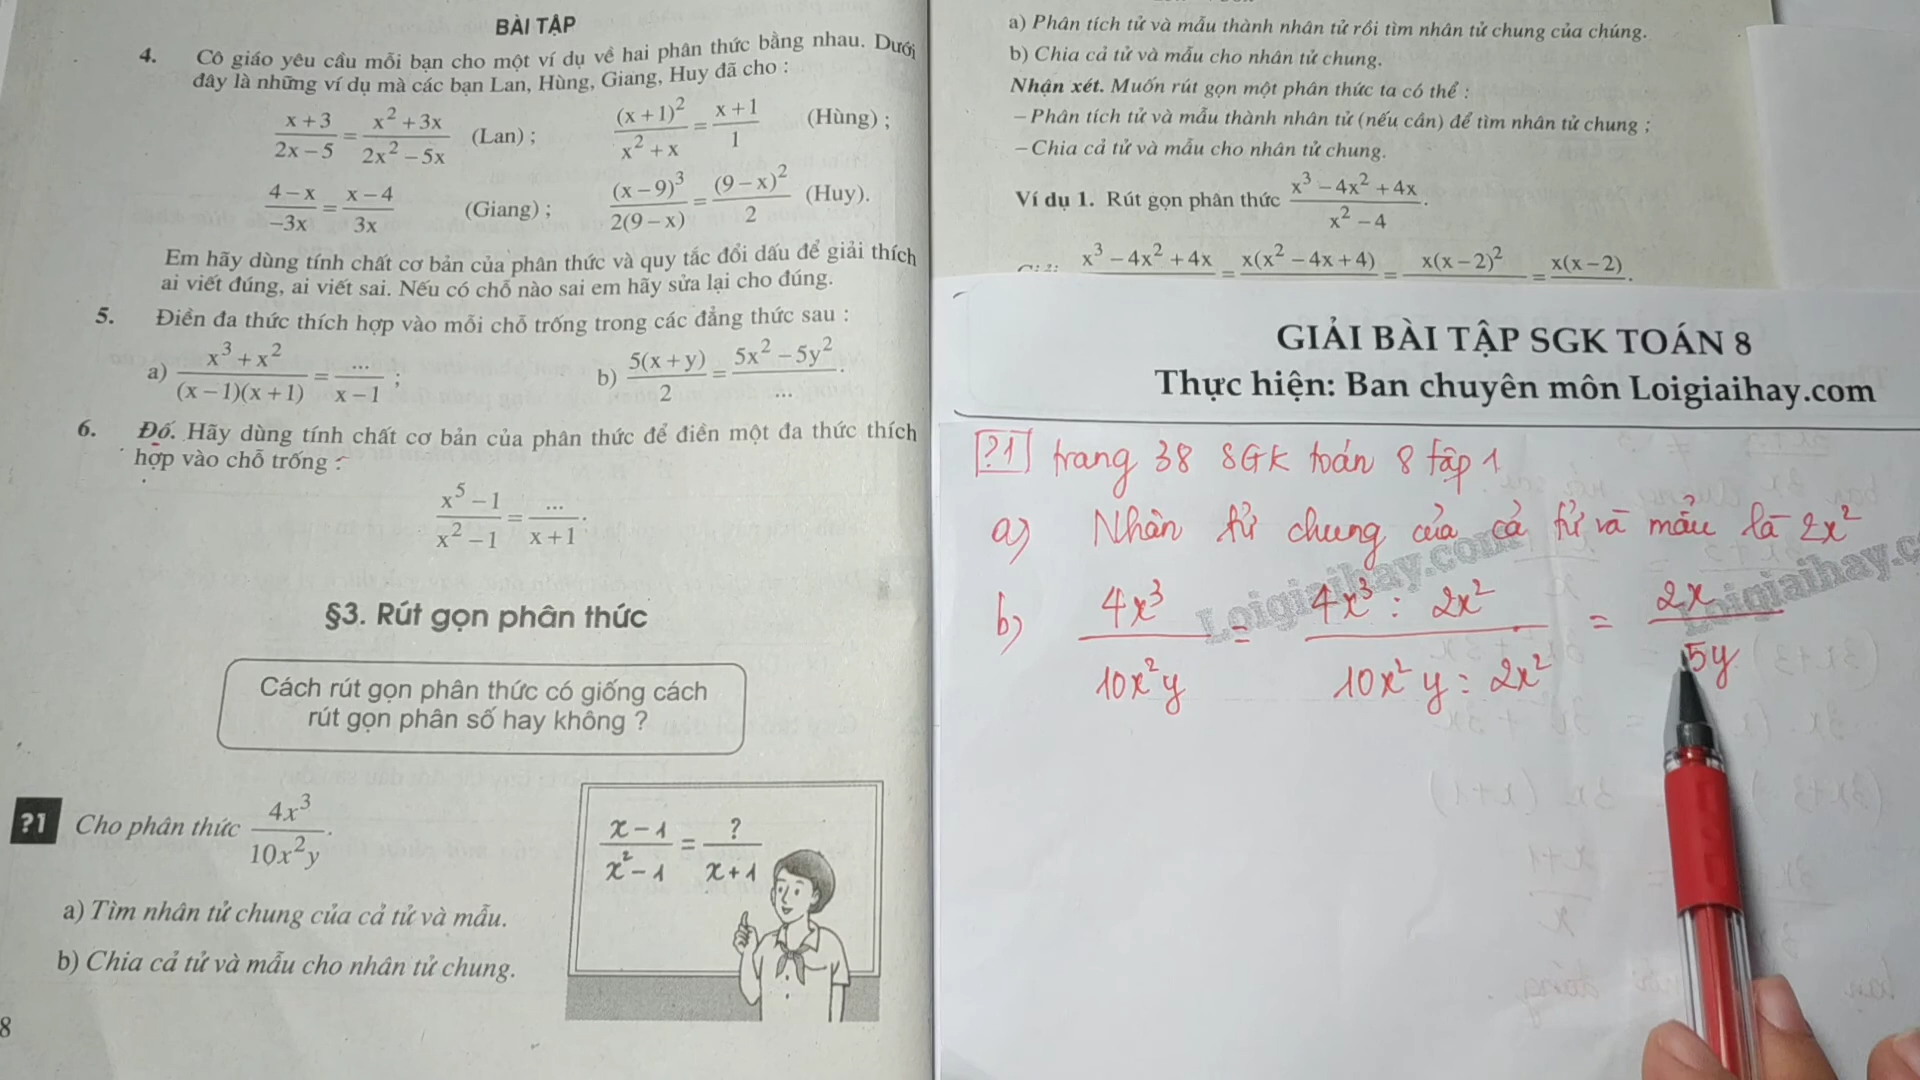 BÀI TẬP
4. Cô giáo yêu cầu mỗi bạn cho một ví dụ về hai phân thức bằng nhau. Dưới
đây là những ví dụ mà các bạn Lan, Hùng, Giang, Huy đã cho :
(x + 3)/(2x – 5) = (x² + 3x)/(2x² – 5x) (Lan) ; (x + 1)²/(x² + x) = (x + 1)/1 (Hùng) ;
(4 – x)/(–3x) = (x – 4)/(3x) (Giang) ; (x – 9)³/(2(9 – x)) = (9 – x)²/2 (Huy).
Em hãy dùng tính chất cơ bản của phân thức và quy tắc đổi dấu để giải thích
ai viết đúng, ai viết sai. Nếu có chỗ nào sai em hãy sửa lại cho đúng.
5. Điền đa thức thích hợp vào mỗi chỗ trống trong các đẳng thức sau :
a) (x³ + x²)/((x – 1)(x + 1)) = .../(x – 1) ; b) 5(x + y)/2 = (5x² – 5y²)/... .
6. Đố. Hãy dùng tính chất cơ bản của phân thức để điền một đa thức thích
hợp vào chỗ trống :
(x⁵ – 1)/(x² – 1) = .../(x + 1) .
§3. Rút gọn phân thức
Cách rút gọn phân thức có giống cách
rút gọn phân số hay không ?
?1 Cho phân thức 4x³/(10x²y) .
a) Tìm nhân tử chung của cả tử và mẫu.
b) Chia cả tử và mẫu cho nhân tử chung.
(x – 1)/(x² – 1) = ?/(x + 1)
8
a) Phân tích tử và mẫu thành nhân tử rồi tìm nhân tử chung của chúng.
b) Chia cả tử và mẫu cho nhân tử chung.
Nhận xét. Muốn rút gọn một phân thức ta có thể :
– Phân tích tử và mẫu thành nhân tử (nếu cần) để tìm nhân tử chung ;
– Chia cả tử và mẫu cho nhân tử chung.
Ví dụ 1. Rút gọn phân thức (x³ – 4x² + 4x)/(x² – 4) .
x³ – 4x² + 4x = x(x² – 4x + 4) = x(x – 2)² = x(x – 2) .
GIẢI BÀI TẬP SGK TOÁN 8
Thực hiện: Ban chuyên môn Loigiaihay.com
?1 trang 38 SGK toán 8 tập 1
a) Nhân tử chung của cả tử và mẫu là 2x²
b) 4x³/(10x²y) = (4x³ : 2x²)/(10x²y : 2x²) = 2x/5y
Loigiaihay.com
Loigiaihay.c